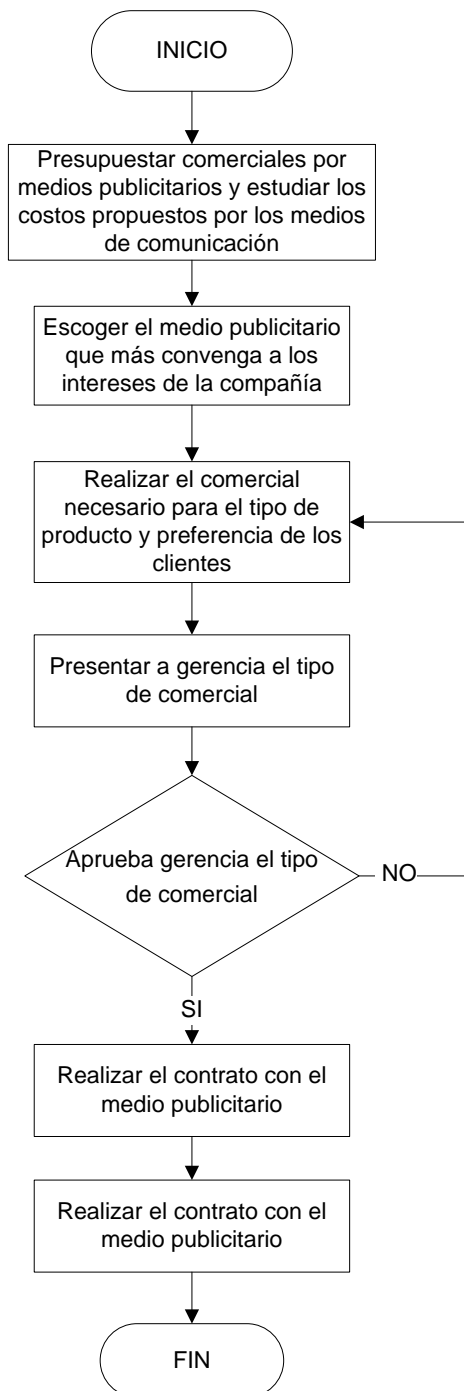 INICIO
Presupuestar comerciales por
medios publicitarios y estudiar los
costos propuestos por los medios
de comunicación
Escoger el medio publicitario
que más convenga a los
intereses de la compañía
Realizar el comercial
necesario para el tipo de
producto y preferencia de los
clientes
Presentar a gerencia el tipo
de comercial
Aprueba gerencia el tipo
de comercial
NO
SI
Realizar el contrato con el
medio publicitario
Realizar el contrato con el
medio publicitario
FIN